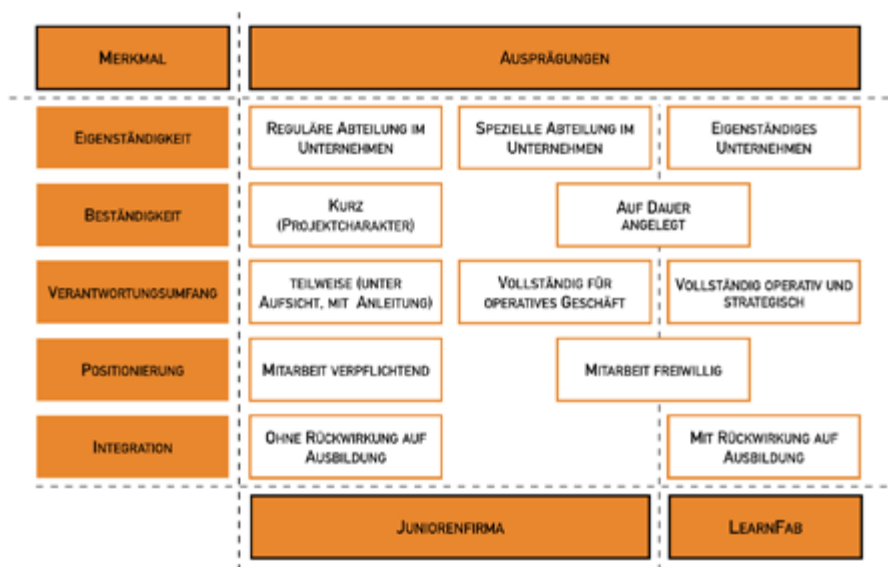 Merkmal
Ausprägungen
Eigenständigkeit
Reguläre Abteilung im
Unternehmen
Spezielle Abteilung im
Unternehmen
Eigenständiges
Unternehmen
Beständigkeit
Kurz
(Projektcharakter)
Auf Dauer
angelegt
Verantwortungsumfang
teilweise (unter
Aufsicht, mit Anleitung)
Vollständig für
operatives Geschäft
Vollständig operativ und
strategisch
Positionierung
Mitarbeit verpflichtend
Mitarbeit freiwillig
Integration
Ohne Rückwirkung auf
Ausbildung
Mit Rückwirkung auf
Ausbildung
Juniorenfirma
LearnFab